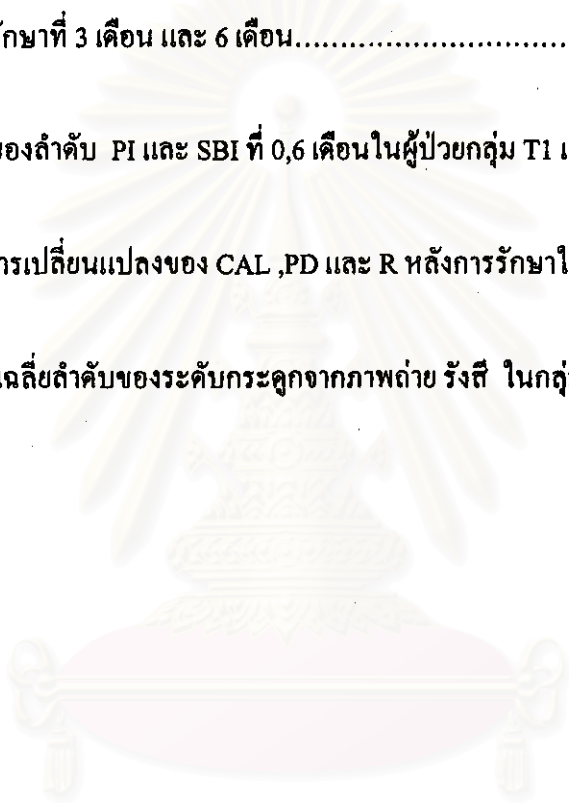 รักษาที่ 3 เดือน และ 6 เดือน..............................
ของลำดับ PI และ SBI ที่ 0,6 เดือนในผู้ป่วยกลุ่ม T1
การเปลี่ยนแปลงของ CAL ,PD และ R หลังการรักษาใ
เฉลี่ยลำดับของระดับกระดูกจากภาพถ่าย รังสี ในกลุ่